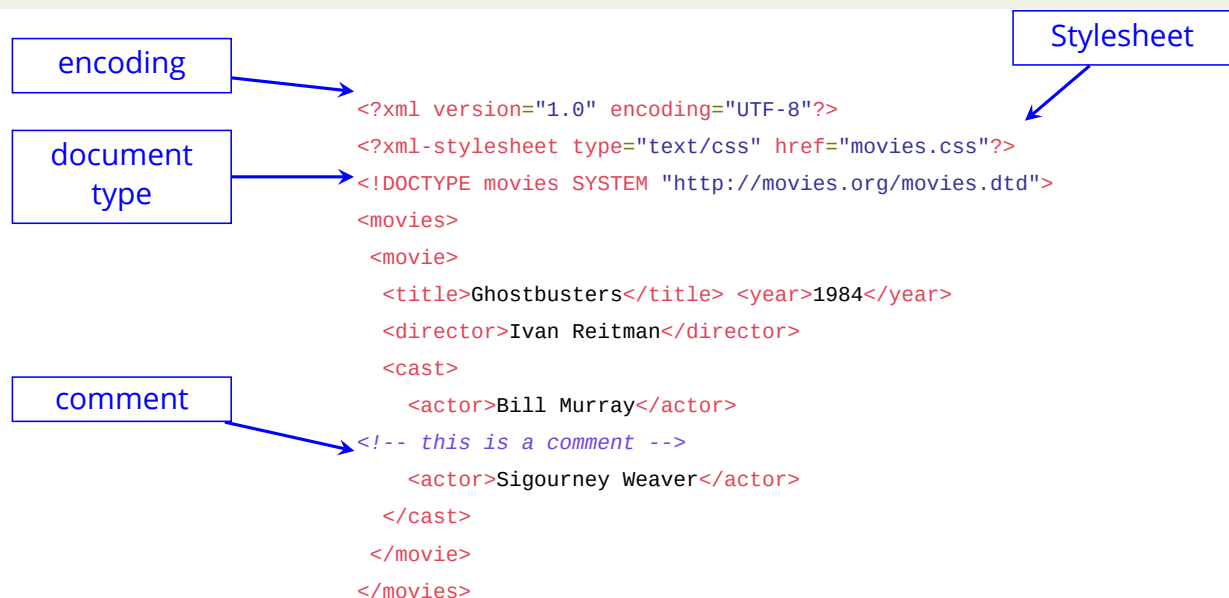 Stylesheet
encoding
<?xml version="1.0" encoding="UTF-8"?>
<?xml-stylesheet type="text/css" href="movies.css"?>
document
type
<!DOCTYPE movies SYSTEM "http://movies.org/movies.dtd">
<movies>
<movie>
<title>Ghostbusters</title> <year>1984</year>
<director>Ivan Reitman</director>
<cast>
comment
<actor>Bill Murray</actor>
<!-- this is a comment -->
<actor>Sigourney Weaver</actor>
</cast>
</movie>
</movies>